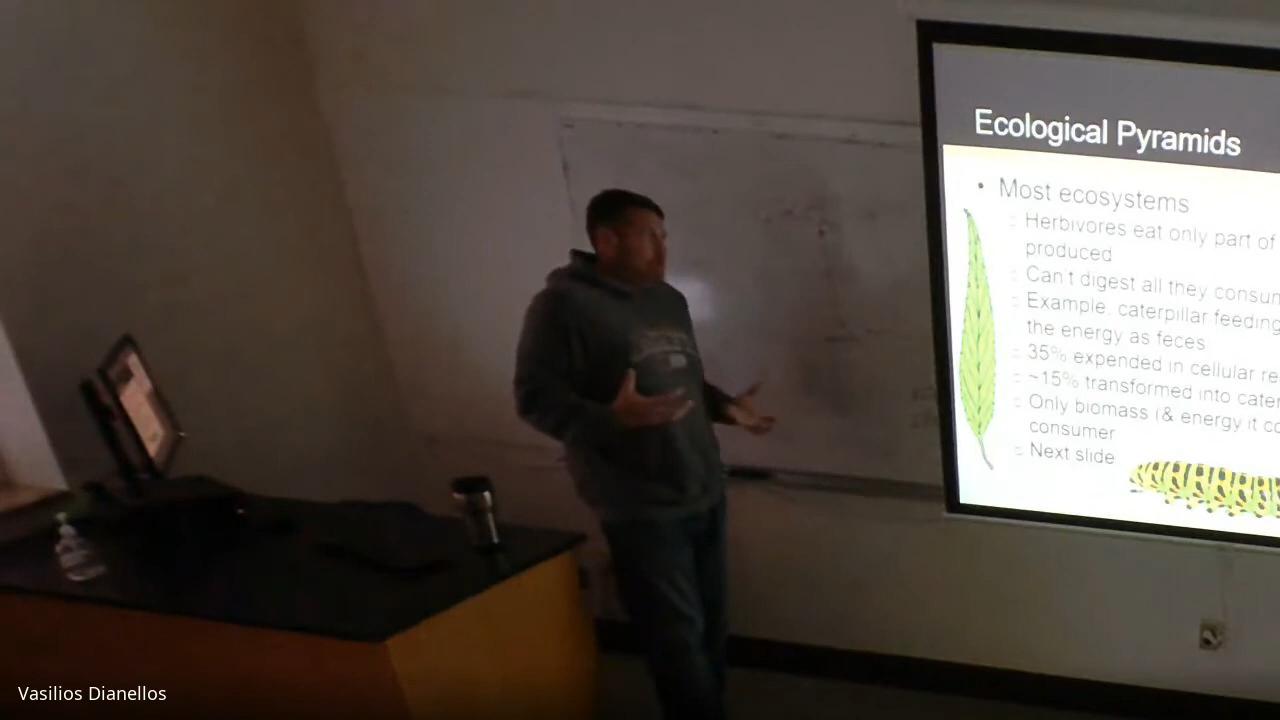 Ecological Pyramids
• Most ecosystems
Herbivores eat only part of
produced
Can't digest all they consum
Example, caterpillar feeding
the energy as feces
35% expended in cellular re
~15% transformed into cater
Only biomass (& energy it co
consumer
Next slide
Vasilios Dianellos